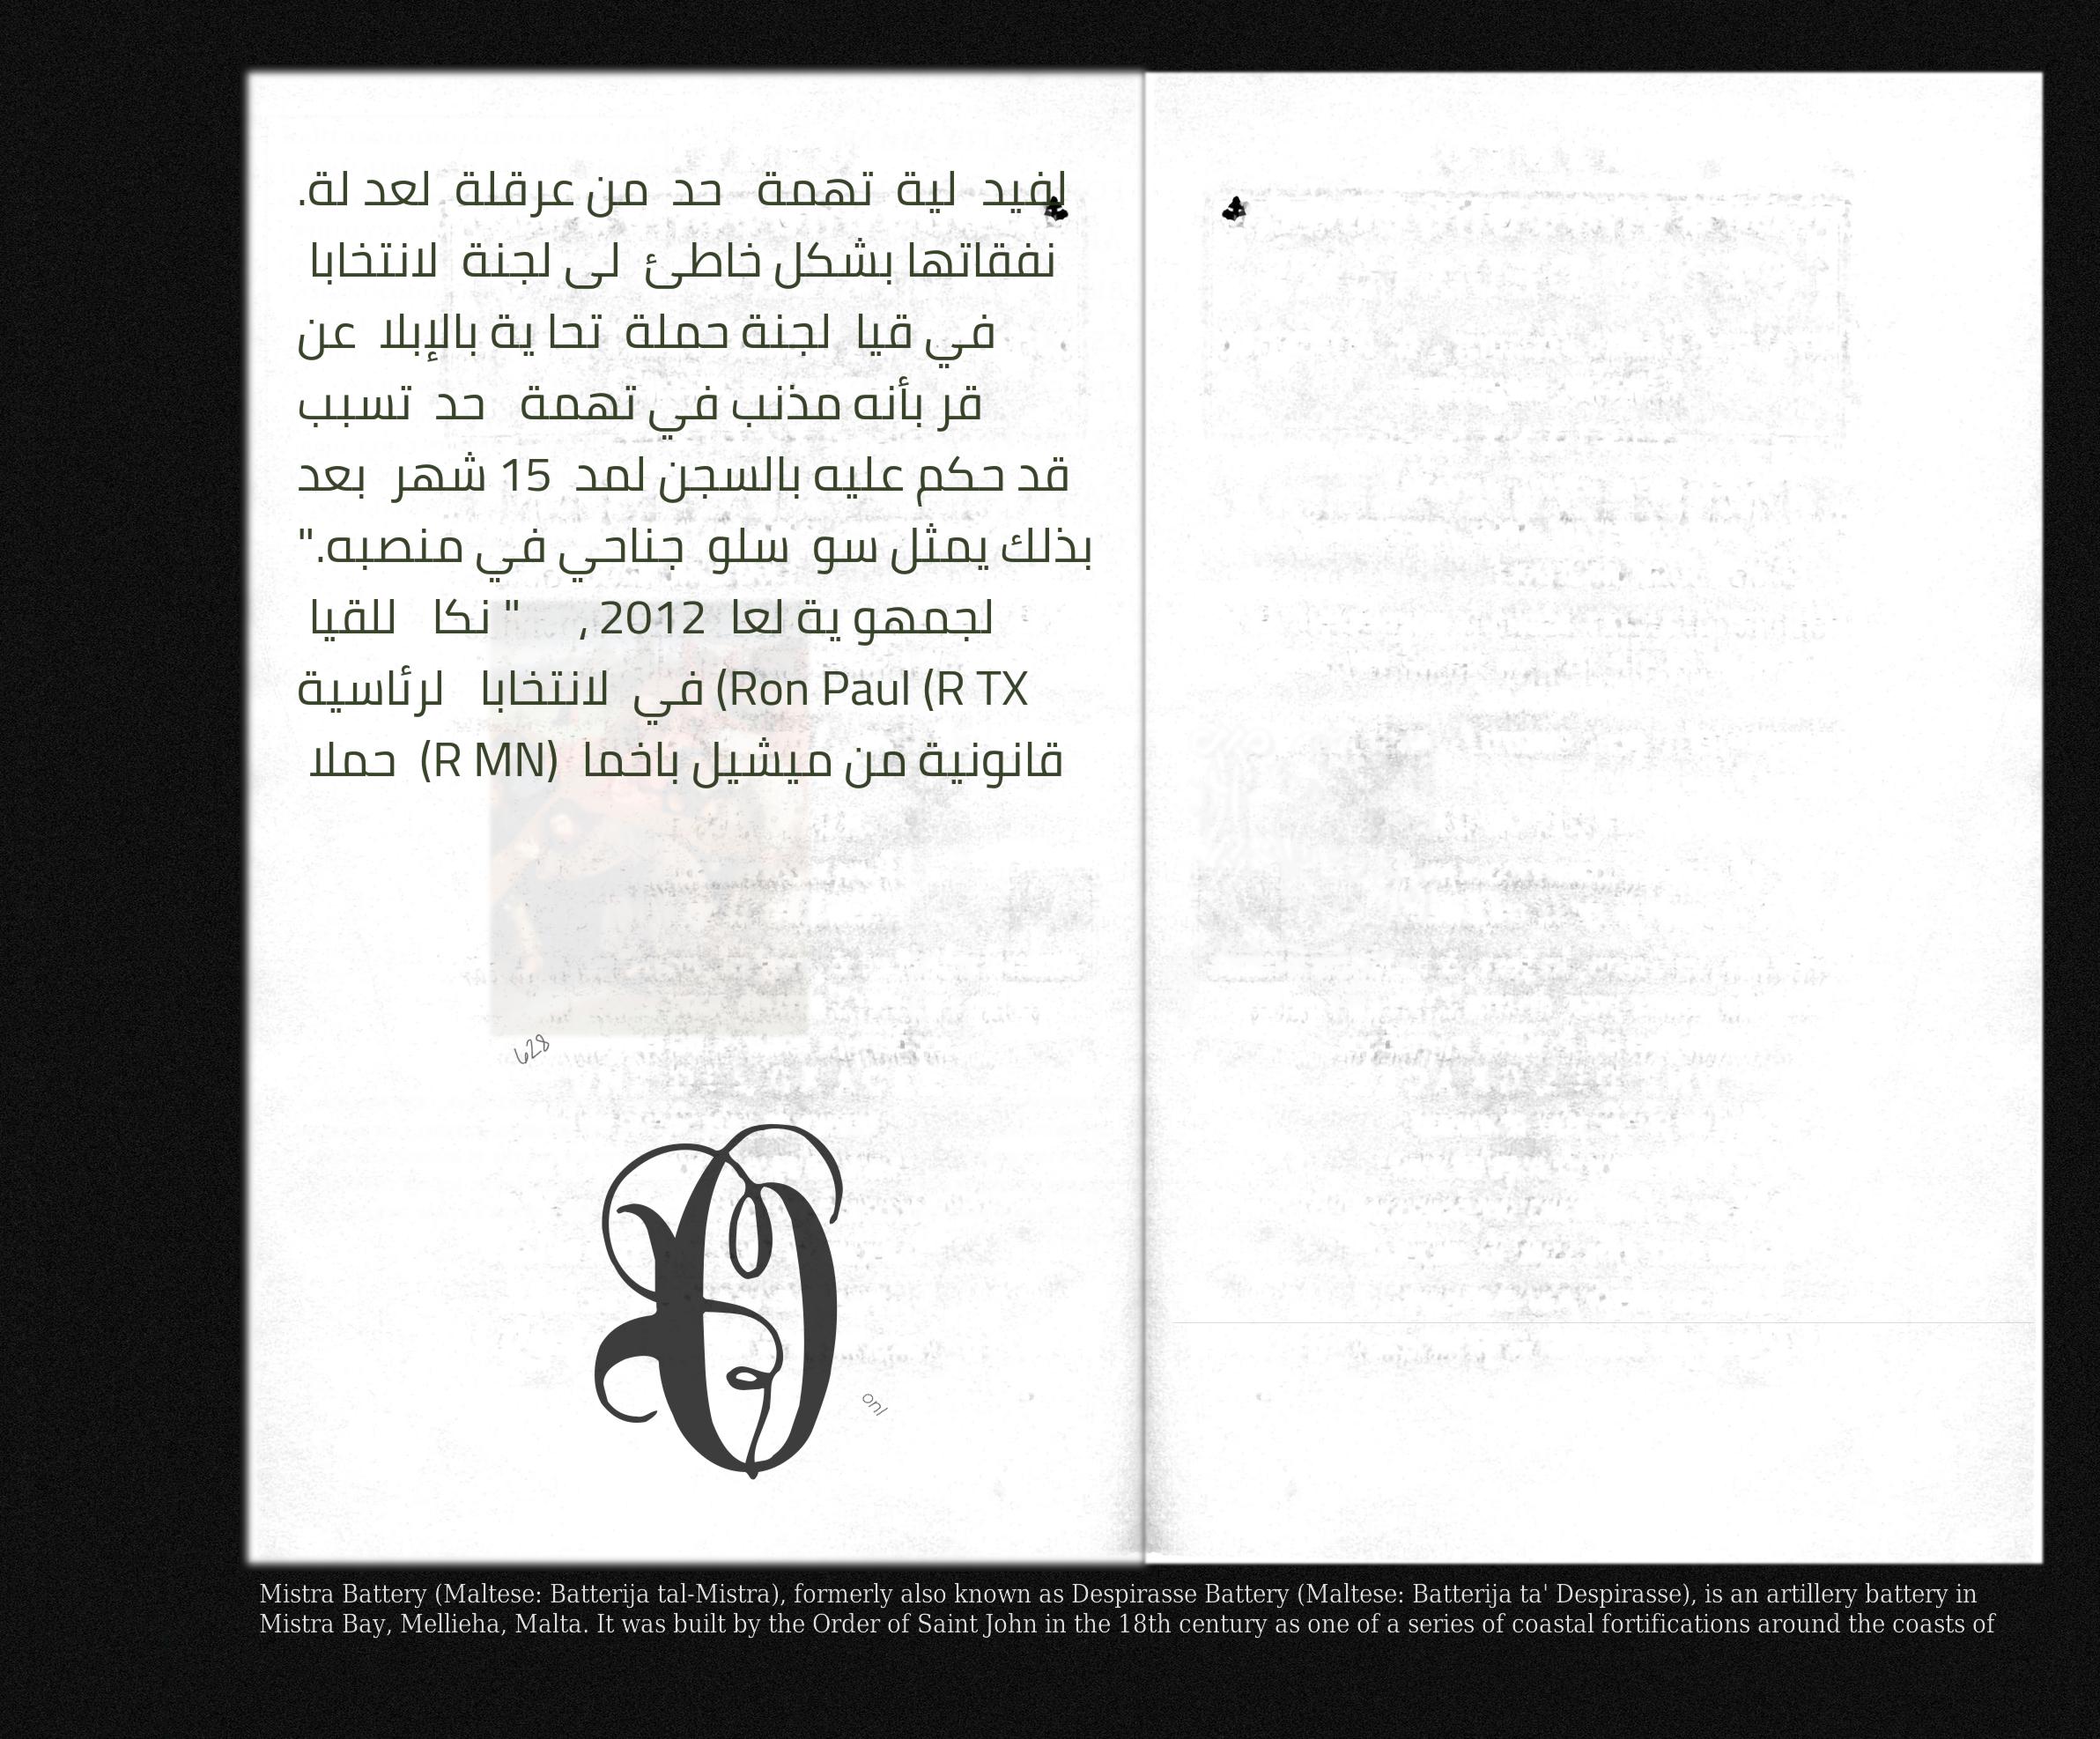 لفيد لية تهمة حد من عرقلة لعد لة.
نفقاتها بشكل خاطئ لى لجنة لانتخابا
في قيا لجنة حملة تحا ية بالإبلا عن
قر بأنه مذنب في تهمة حد تسبب
قد حكم عليه بالسجن لمد 15 شهر بعد
بذلك يمثل سو سلو جناحي في منصبه."
لجمهو ية لعا 2012 , " نكا للقيا
Ron Paul (R TX) في لانتخابا لرئاسية
قانونية من ميشيل باخما (R MN) حملا
628
onl
Mistra Battery (Maltese: Batterija tal-Mistra), formerly also known as Despirasse Battery (Maltese: Batterija ta' Despirasse), is an artillery battery in
Mistra Bay, Mellieha, Malta. It was built by the Order of Saint John in the 18th century as one of a series of coastal fortifications around the coasts of